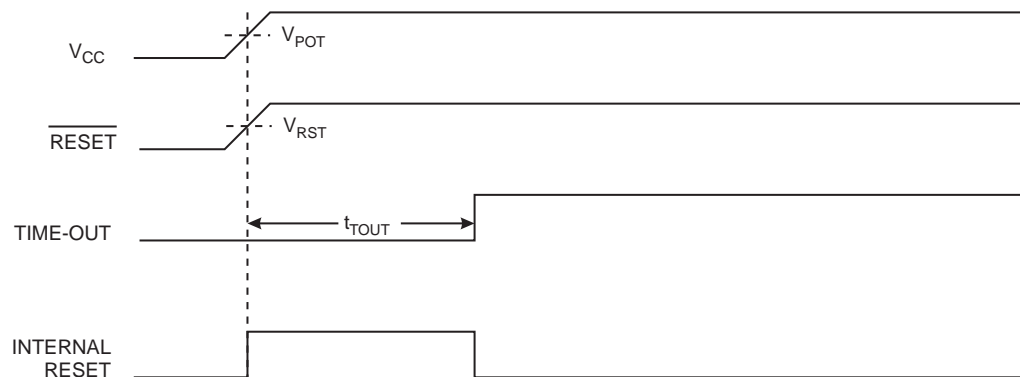 VCC
VPOT
RESET
VRST
TIME-OUT
tTOUT
INTERNAL
RESET